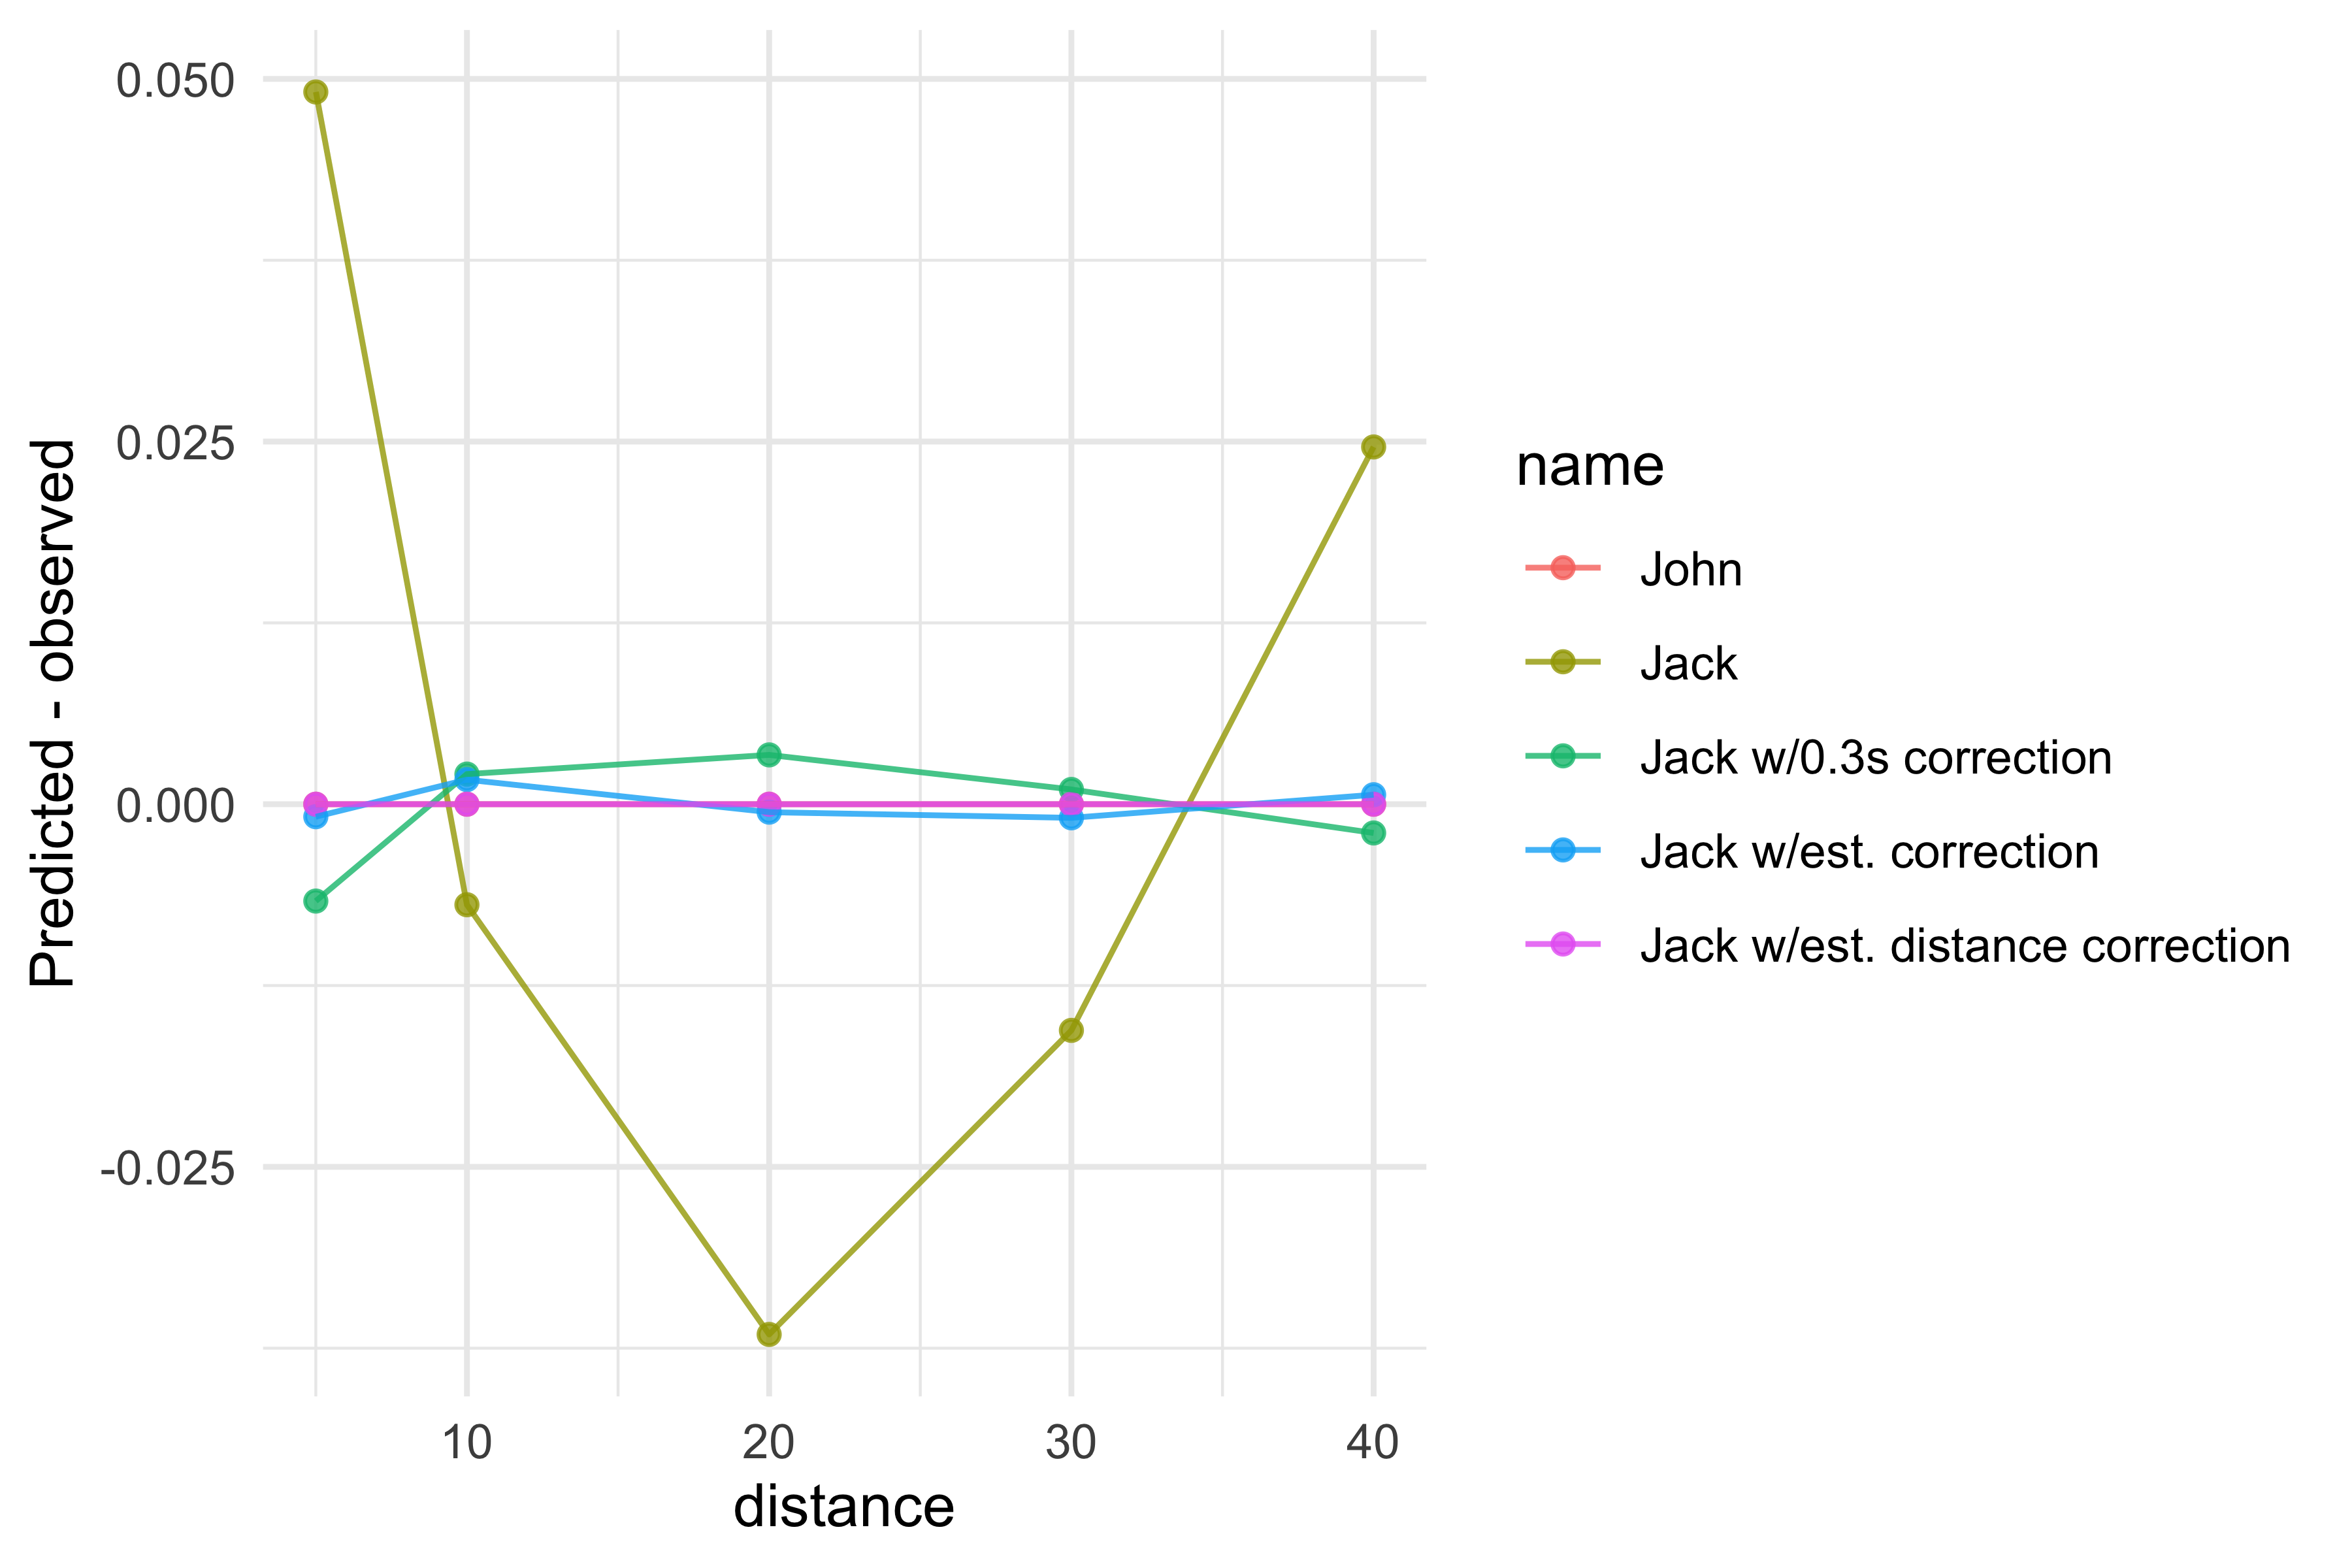 0.050
0.025
0.000
-0.025
Predicted - observed
10 20 30 40
distance
name
John
Jack
Jack w/0.3s correction
Jack w/est. correction
Jack w/est. distance correction